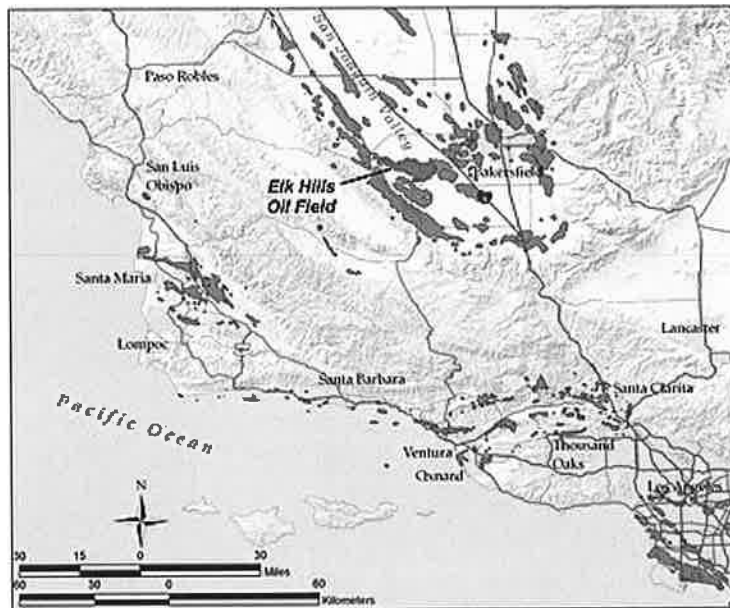 San Joaquin Valley
Paso Robles
San Luis
Obispo
Elk Hills
Oil Field
Bakersfield
Santa Maria
Lompoc
Lancaster
Santa Barbara
Santa Clarita
Pacific Ocean
Ventura
Oxnard
Thousand
Oaks
Los Angeles
N
30 15 0 30
Miles
60 30 0 60
Kilometers